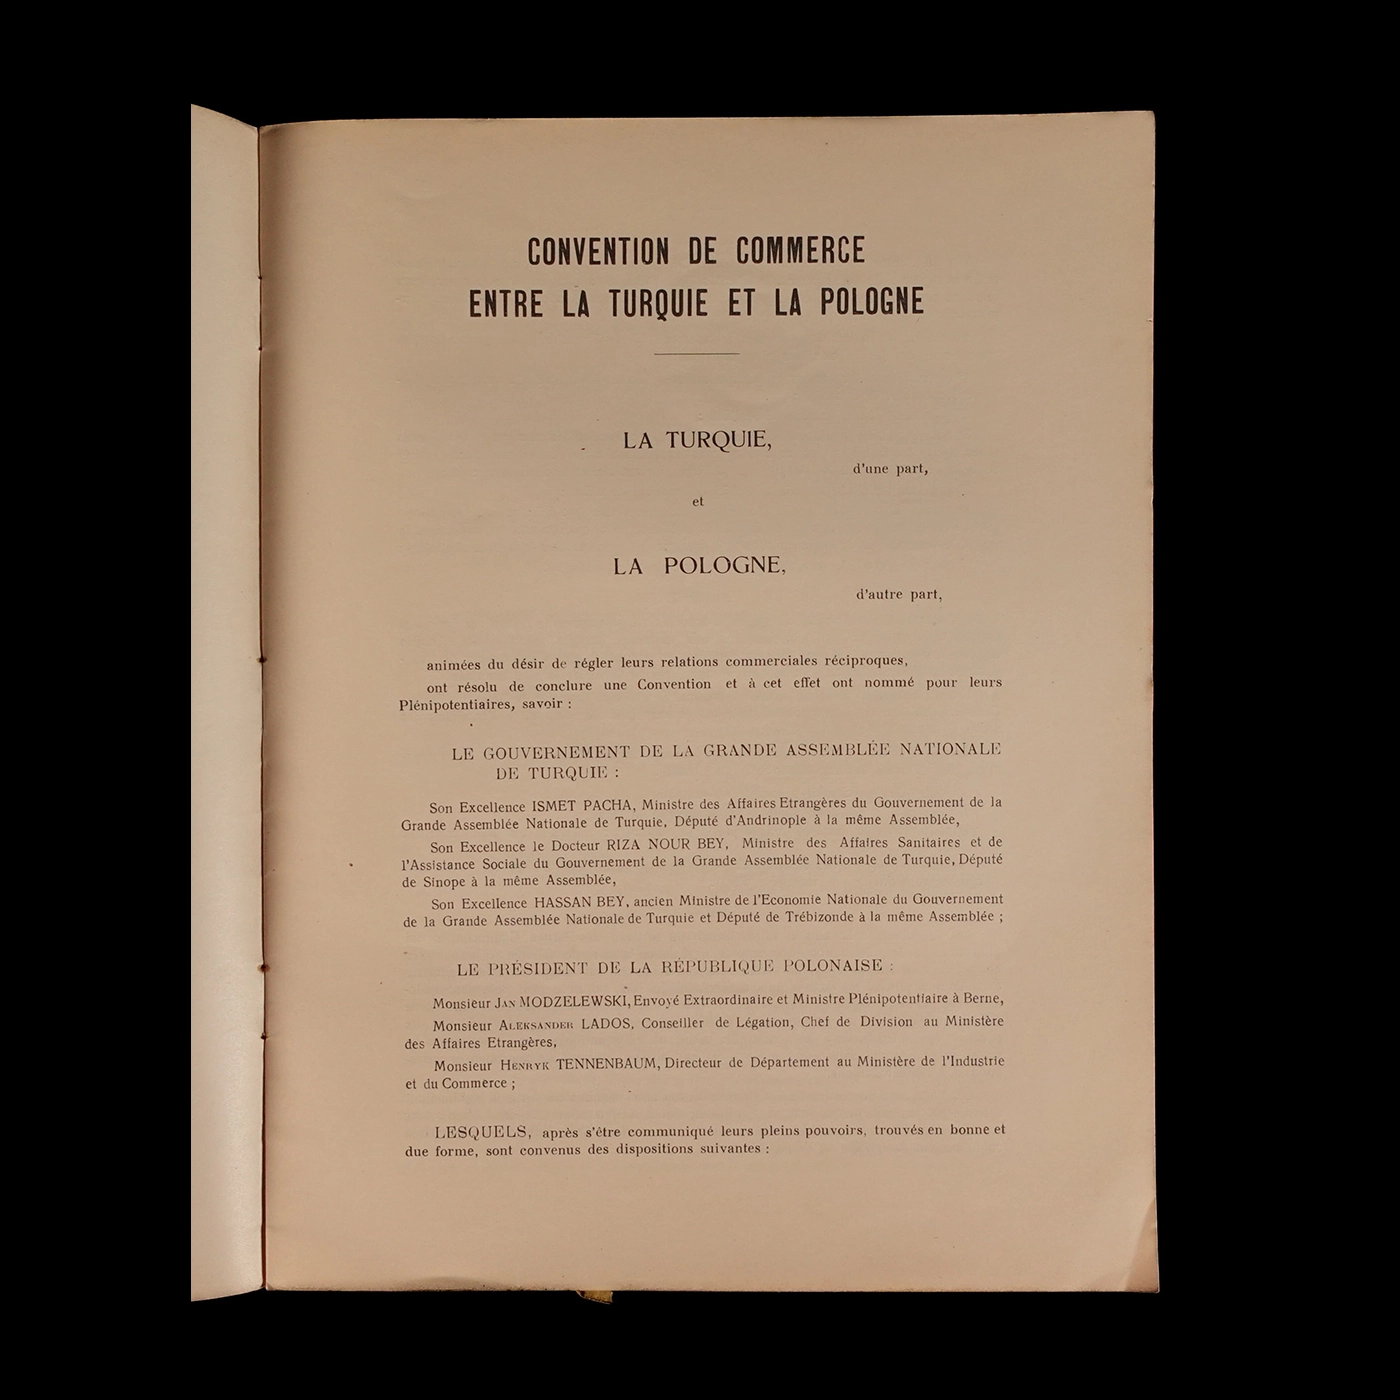 CONVENTION DE COMMERCE
ENTRE LA TURQUIE ET LA POLOGNE
LA TURQUIE,
d'une part,
et
LA POLOGNE,
d'autre part,
animées du désir de régler leurs relations commerciales réciproques,
ont résolu de conclure une Convention et à cet effet ont nommé pour leurs
Plénipotentiaires, savoir :
LE GOUVERNEMENT DE LA GRANDE ASSEMBLÉE NATIONALE
DE TURQUIE :
Son Excellence ISMET PACHA, Ministre des Affaires Etrangères du Gouvernement de la
Grande Assemblée Nationale de Turquie, Député d'Andrinople à la même Assemblée,
Son Excellence le Docteur RIZA NOUR BEY, Ministre des Affaires Sanitaires et de
l'Assistance Sociale du Gouvernement de la Grande Assemblée Nationale de Turquie, Député
de Sinope à la même Assemblée,
Son Excellence HASSAN BEY, ancien Ministre de l'Economie Nationale du Gouvernement
de la Grande Assemblée Nationale de Turquie et Député de Trébizonde à la même Assemblée ;
LE PRÉSIDENT DE LA RÉPUBLIQUE POLONAISE :
Monsieur JAN MODZELEWSKI, Envoyé Extraordinaire et Ministre Plénipotentiaire à Berne,
Monsieur ALEKSANDER LADOS, Conseiller de Légation, Chef de Division au Ministère
des Affaires Etrangères,
Monsieur HENRYK TENNENBAUM, Directeur de Département au Ministère de l'Industrie
et du Commerce ;
LESQUELS, après s'être communiqué leurs pleins pouvoirs, trouvés en bonne et
due forme, sont convenus des dispositions suivantes :